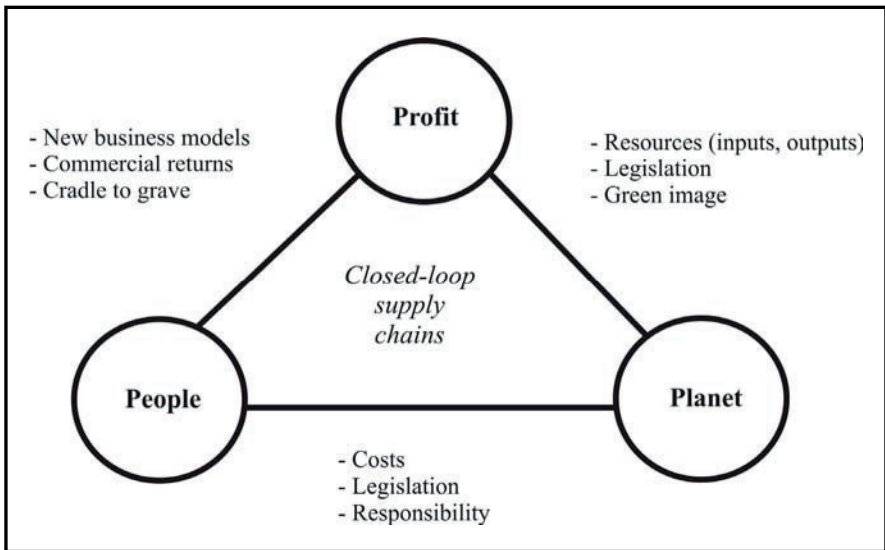 Profit
- New business models
- Commercial returns
- Cradle to grave
- Resources (inputs, outputs)
- Legislation
- Green image
Closed-loop
supply
chains
People
Planet
- Costs
- Legislation
- Responsibility